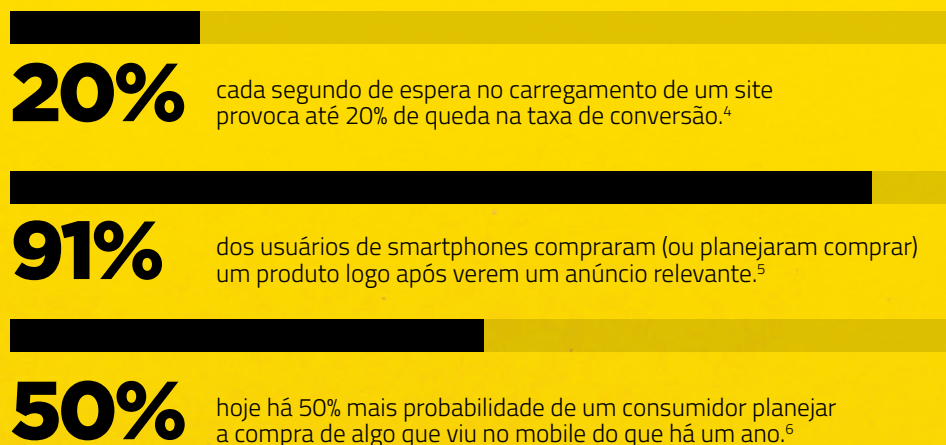 20%
cada segundo de espera no carregamento de um site
provoca até 20% de queda na taxa de conversão.⁴
91%
dos usuários de smartphones compraram (ou planejaram comprar)
um produto logo após verem um anúncio relevante.⁵
50%
hoje há 50% mais probabilidade de um consumidor planejar
a compra de algo que viu no mobile do que há um ano.⁶